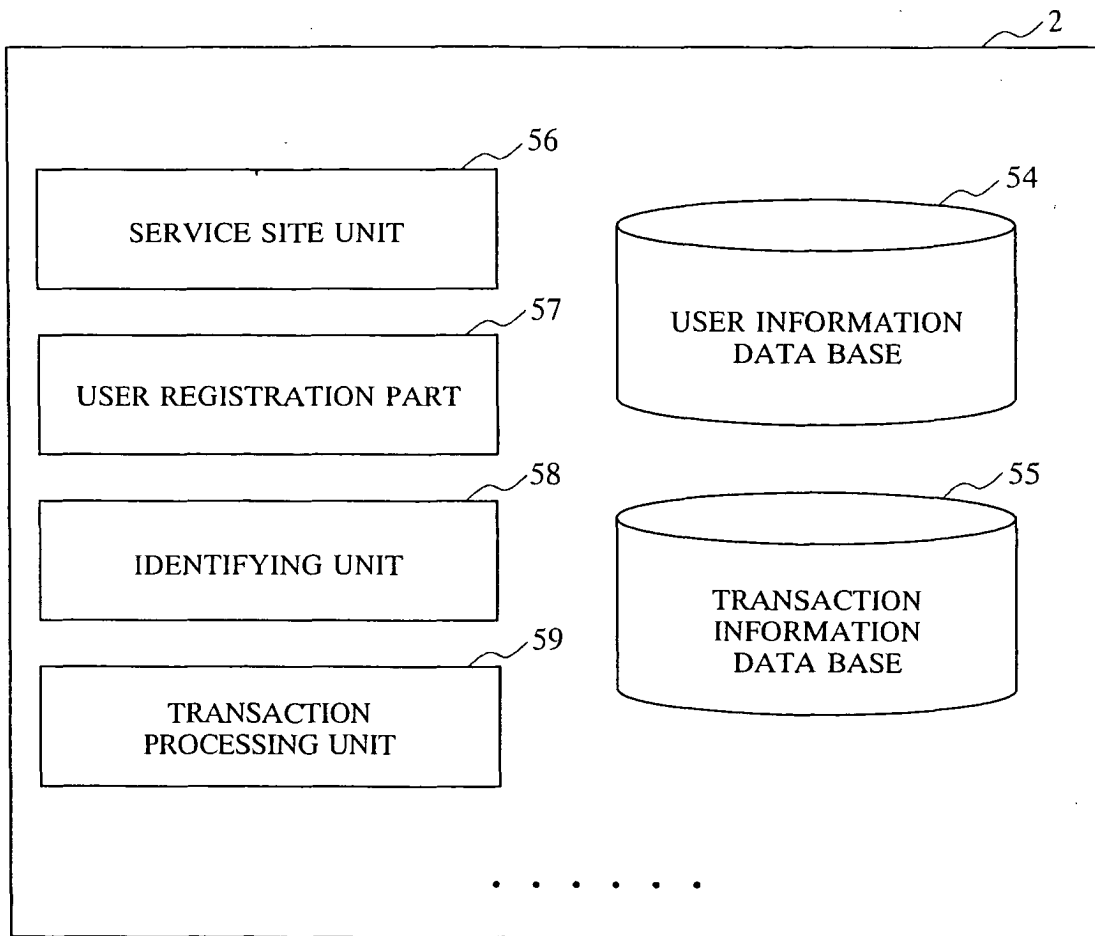 2
56
SERVICE SITE UNIT
57
USER REGISTRATION PART
58
IDENTIFYING UNIT
59
TRANSACTION
PROCESSING UNIT
54
USER INFORMATION
DATA BASE
55
TRANSACTION
INFORMATION
DATA BASE